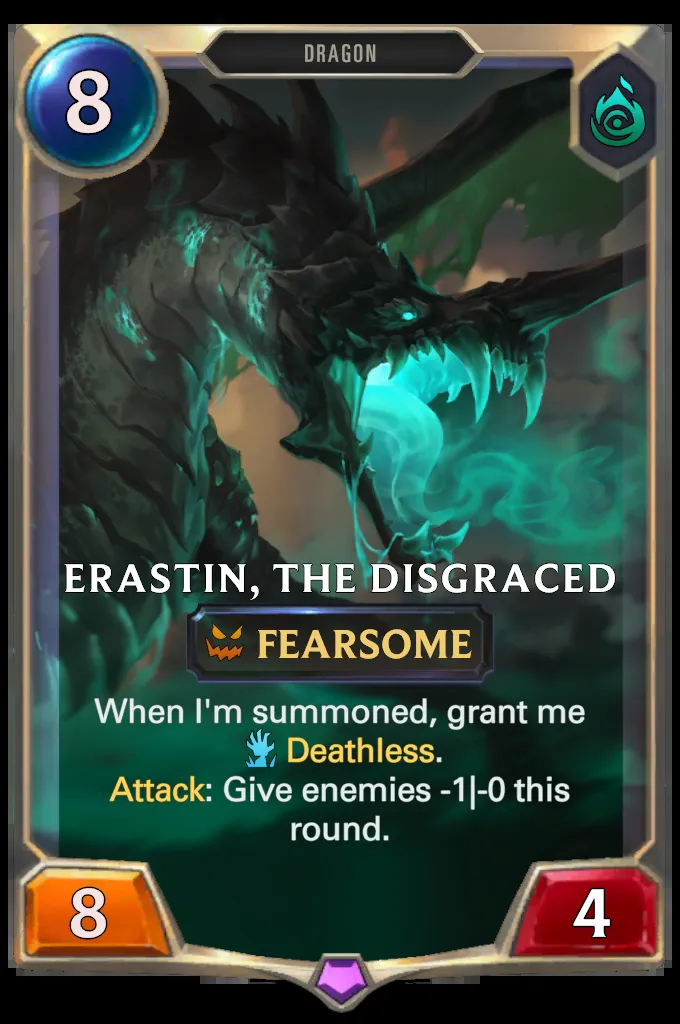 8
DRAGON
ERASTIN, THE DISGRACED
FEARSOME
When I'm summoned, grant me
Deathless.
Attack: Give enemies -1|-0 this
round.
8
4